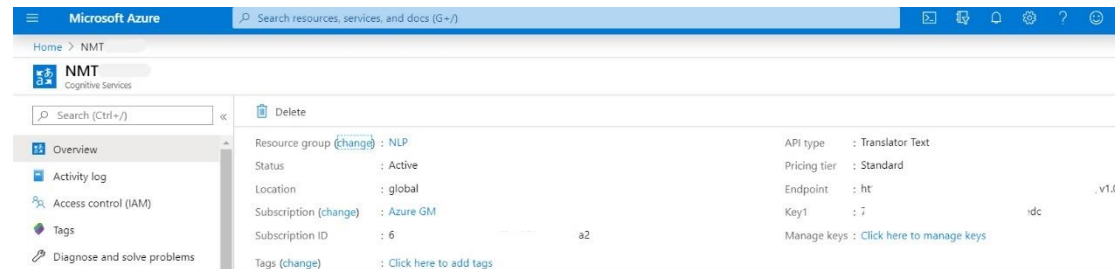 Microsoft Azure
Search resources, services, and docs (G+/)
Home > NMT
NMT
Cognitive Services
Search (Ctrl+/)
«
Delete
Overview
Activity log
Access control (IAM)
Tags
Diagnose and solve problems
Resource group (change) : NLP
Status : Active
Location : global
Subscription (change) : Azure GM
Subscription ID : 6 a2
Tags (change) : Click here to add tags
API type : Translator Text
Pricing tier : Standard
Endpoint : ht v1.0
Key1 : 7 edc
Manage keys : Click here to manage keys